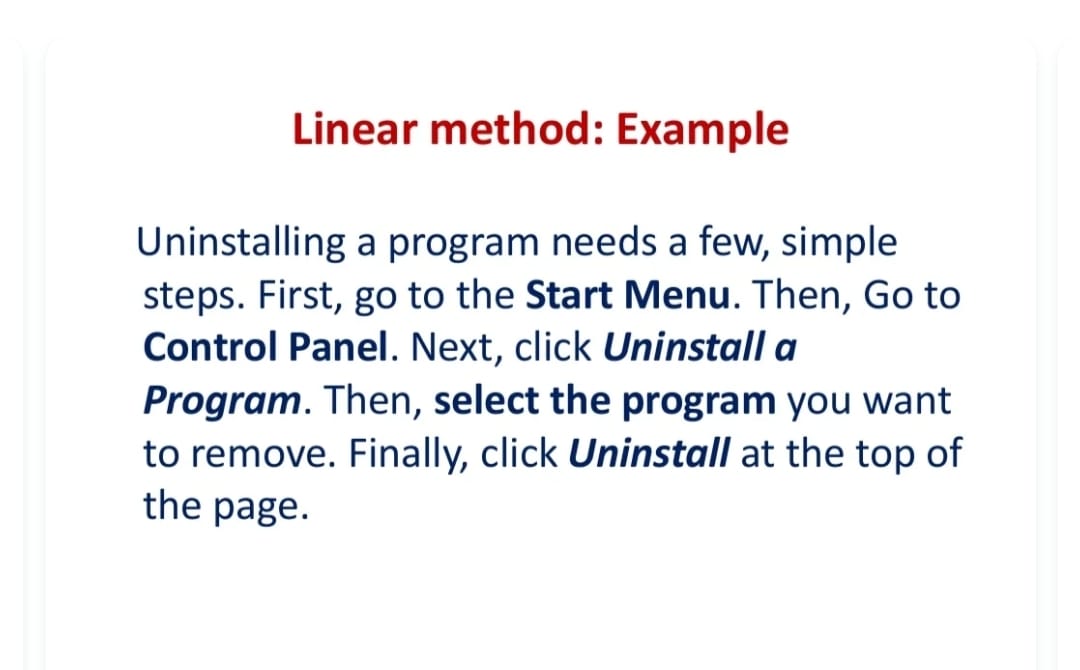 Linear method: Example
Uninstalling a program needs a few, simple
steps. First, go to the Start Menu. Then, Go to
Control Panel. Next, click Uninstall a
Program. Then, select the program you want
to remove. Finally, click Uninstall at the top of
the page.